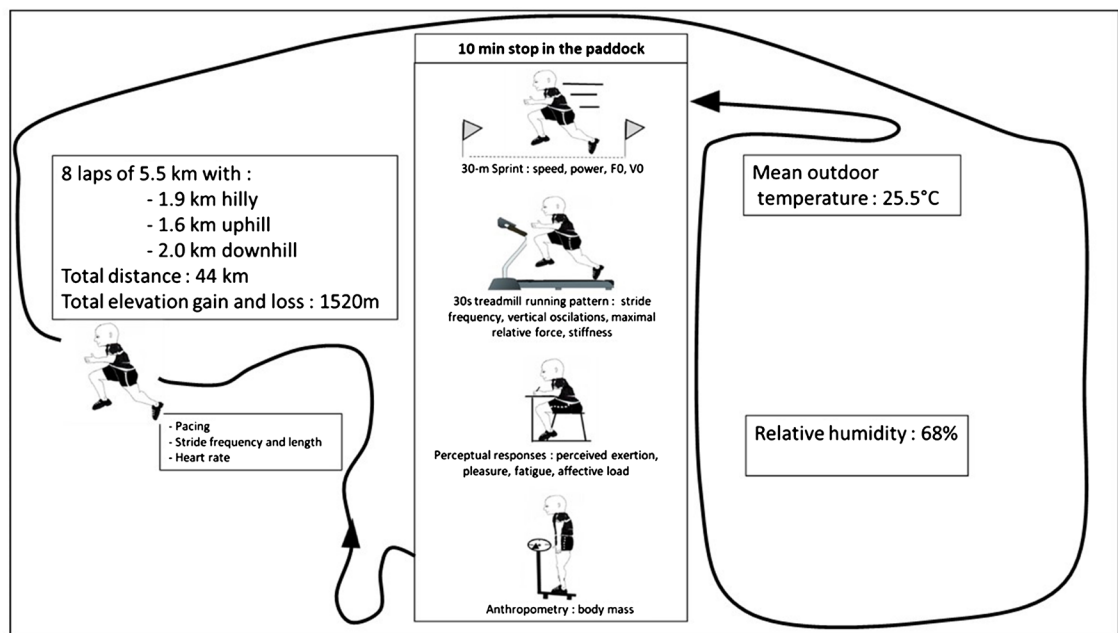 10 min stop in the paddock
30-m Sprint : speed, power, F0, V0
30s treadmill running pattern : stride
frequency, vertical oscilations, maximal
relative force, stiffness
Perceptual responses : perceived exertion,
pleasure, fatigue, affective load
Anthropometry : body mass
8 laps of 5.5 km with :
- 1.9 km hilly
- 1.6 km uphill
- 2.0 km downhill
Total distance : 44 km
Total elevation gain and loss : 1520m
- Pacing
- Stride frequency and length
- Heart rate
Mean outdoor
temperature : 25.5°C
Relative humidity : 68%